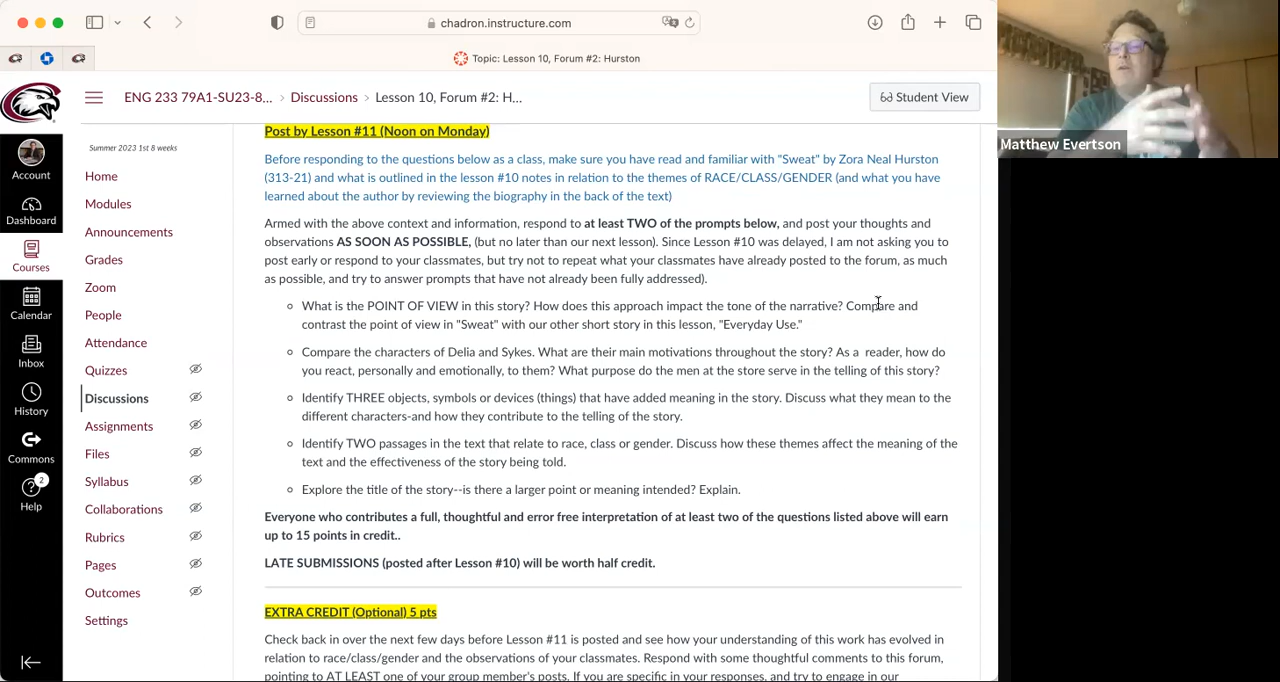 chadron.instructure.com
Topic: Lesson 10, Forum #2: Hurston
ENG 233 79A1-SU23-8... > Discussions > Lesson 10, Forum #2: H...
Student View
Account
Dashboard
Courses
Calendar
Inbox
History
Commons
2
Help
Summer 2023 1st 8 weeks
Home
Modules
Announcements
Grades
Zoom
People
Attendance
Quizzes
Discussions
Assignments
Files
Syllabus
Collaborations
Rubrics
Pages
Outcomes
Settings
Post by Lesson #11 (Noon on Monday)
Before responding to the questions below as a class, make sure you have read and familiar with "Sweat" by Zora Neal Hurston
(313-21) and what is outlined in the lesson #10 notes in relation to the themes of RACE/CLASS/GENDER (and what you have
learned about the author by reviewing the biography in the back of the text)
Armed with the above context and information, respond to at least TWO of the prompts below, and post your thoughts and
observations AS SOON AS POSSIBLE, (but no later than our next lesson). Since Lesson #10 was delayed, I am not asking you to
post early or respond to your classmates, but try not to repeat what your classmates have already posted to the forum, as much
as possible, and try to answer prompts that have not already been fully addressed).
What is the POINT OF VIEW in this story? How does this approach impact the tone of the narrative? Compare and
contrast the point of view in "Sweat" with our other short story in this lesson, "Everyday Use."
Compare the characters of Delia and Sykes. What are their main motivations throughout the story? As a reader, how do
you react, personally and emotionally, to them? What purpose do the men at the store serve in the telling of this story?
Identify THREE objects, symbols or devices (things) that have added meaning in the story. Discuss what they mean to the
different characters-and how they contribute to the telling of the story.
Identify TWO passages in the text that relate to race, class or gender. Discuss how these themes affect the meaning of the
text and the effectiveness of the story being told.
Explore the title of the story--is there a larger point or meaning intended? Explain.
Everyone who contributes a full, thoughtful and error free interpretation of at least two of the questions listed above will earn
up to 15 points in credit..
LATE SUBMISSIONS (posted after Lesson #10) will be worth half credit.
EXTRA CREDIT (Optional) 5 pts
Check back in over the next few days before Lesson #11 is posted and see how your understanding of this work has evolved in
relation to race/class/gender and the observations of your classmates. Respond with some thoughtful comments to this forum,
pointing to AT LEAST one of your group member's posts. If you are specific in your responses, and try to engage in our
Matthew Evertson